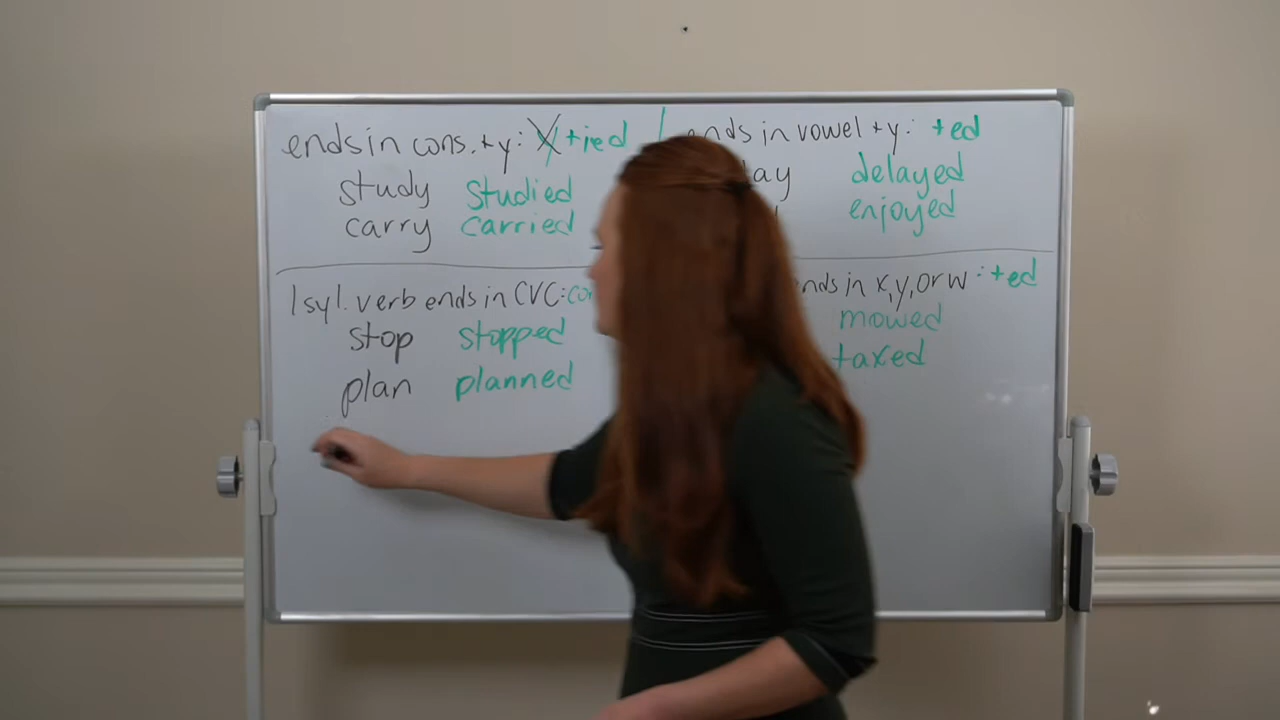 ends in cons. + y: y +ied
study studied
carry carried
ends in vowel + y: +ed
delayed
enjoyed
1 syl. verb ends in CVC:
stop stopped
plan planned
ends in x, y, or w: +ed
mowed
taxed